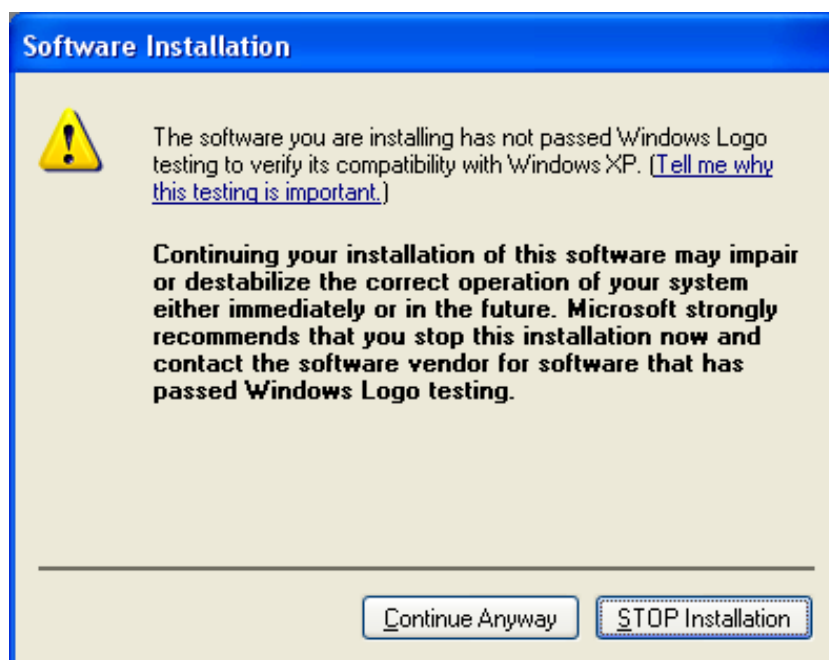 Software Installation
The software you are installing has not passed Windows Logo
testing to verify its compatibility with Windows XP. (Tell me why
this testing is important.)
Continuing your installation of this software may impair
or destabilize the correct operation of your system
either immediately or in the future. Microsoft strongly
recommends that you stop this installation now and
contact the software vendor for software that has
passed Windows Logo testing.
Continue Anyway
STOP Installation